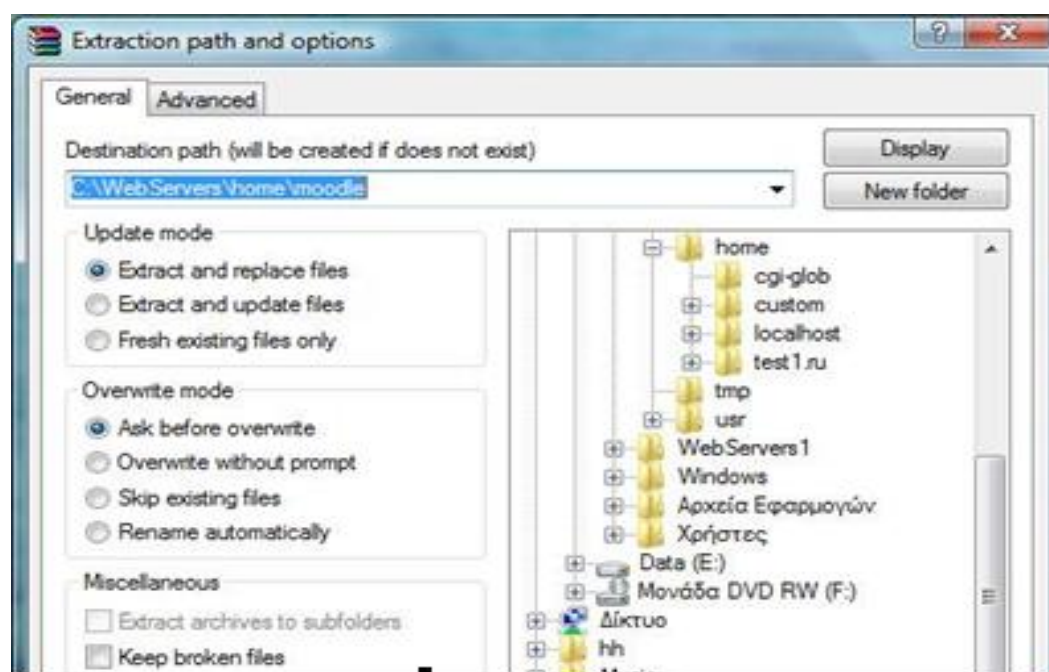 Extraction path and options
General
Advanced
Destination path (will be created if does not exist)
Display
C:\WebServers\home\moodle
New folder
Update mode
Extract and replace files
Extract and update files
Fresh existing files only
Overwrite mode
Ask before overwrite
Overwrite without prompt
Skip existing files
Rename automatically
Miscellaneous
Extract archives to subfolders
Keep broken files
home
cgi-glob
custom
localhost
test1.ru
tmp
usr
WebServers1
Windows
Αρχεία Εφαρμογών
Χρήστες
Data (E:)
Μονάδα DVD RW (F:)
Δίκτυο
hh